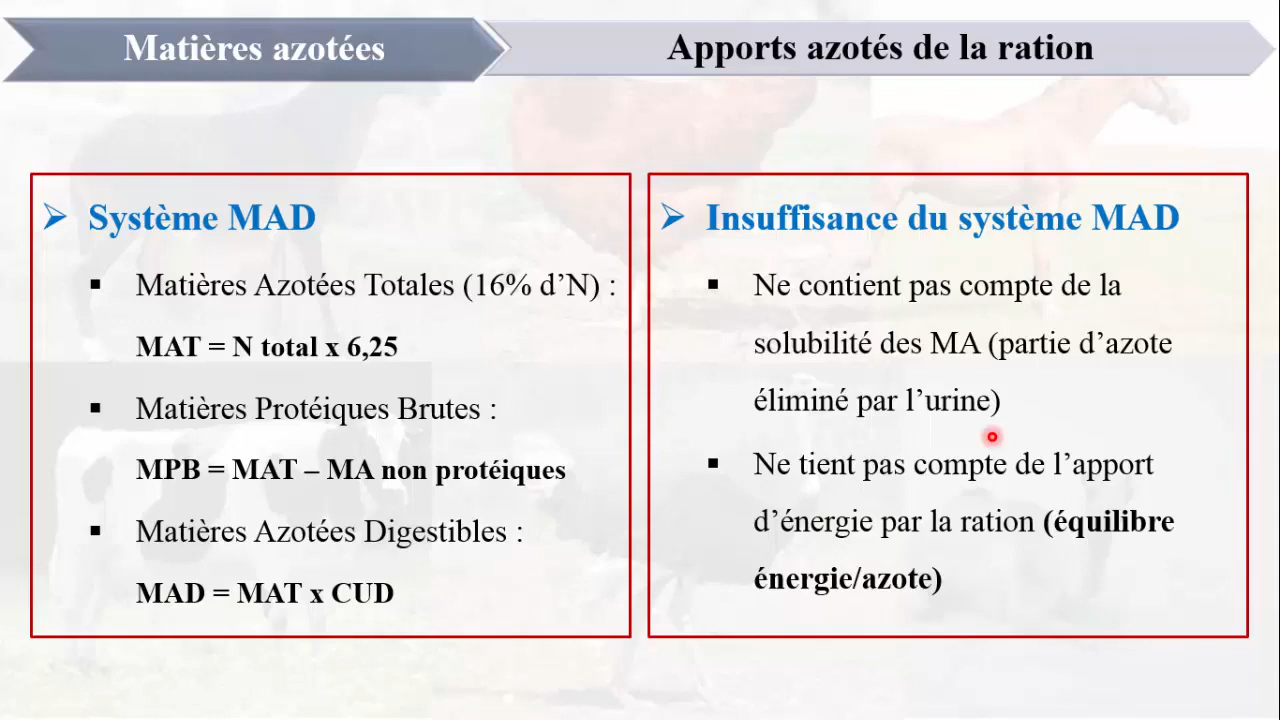 Matières azotées
Apports azotés de la ration
Système MAD
Matières Azotées Totales (16% d’N) :
MAT = N total x 6,25
Matières Protéiques Brutes :
MPB = MAT – MA non protéiques
Matières Azotées Digestibles :
MAD = MAT x CUD
Insuffisance du système MAD
Ne contient pas compte de la
solubilité des MA (partie d’azote
éliminé par l’urine)
Ne tient pas compte de l’apport
d’énergie par la ration (équilibre
énergie/azote)